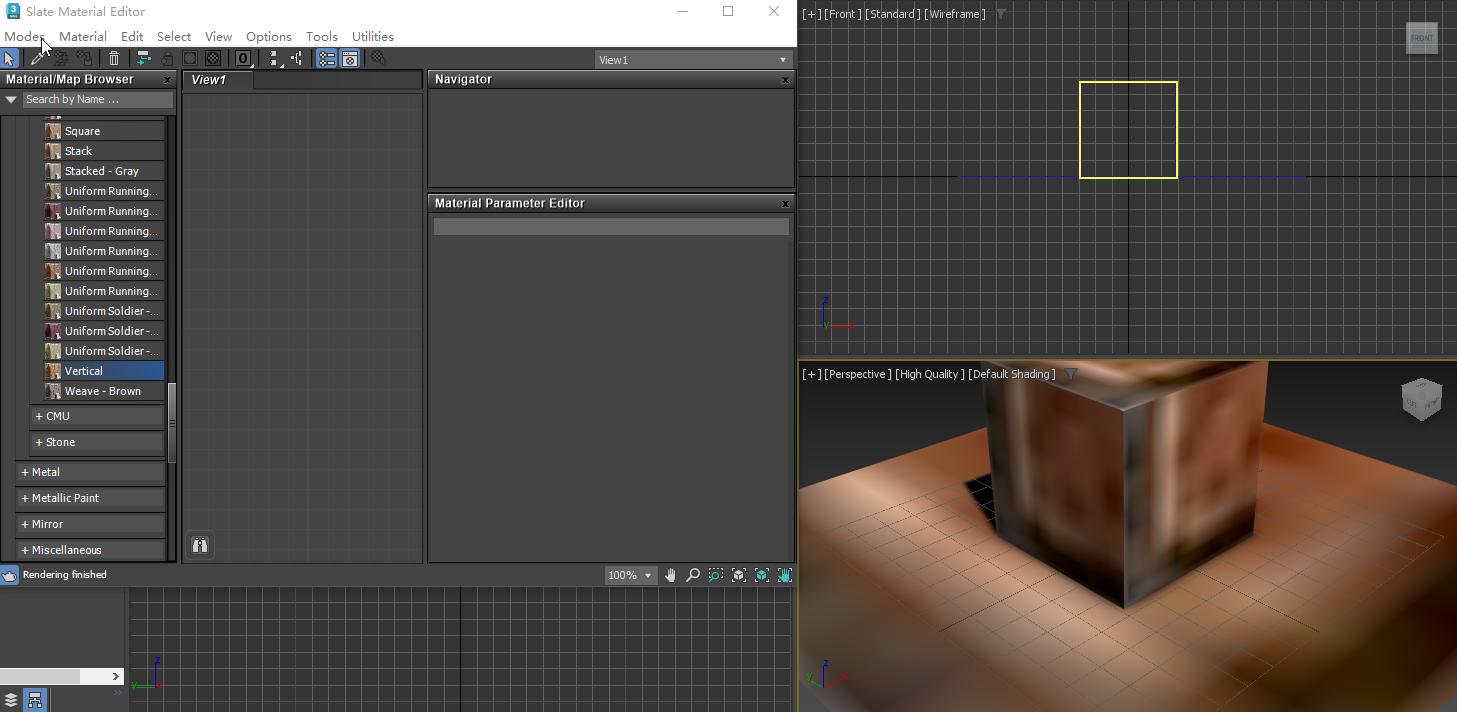 Slate Material Editor
Modes Material Edit Select View Options Tools Utilities
0
View1
Material/Map Browser
Search by Name ...
Square
Stack
Stacked - Gray
Uniform Running...
Uniform Running...
Uniform Running...
Uniform Running...
Uniform Running...
Uniform Running...
Uniform Soldier -...
Uniform Soldier -...
Uniform Soldier -...
Vertical
Weave - Brown
+ CMU
+ Stone
+ Metal
+ Metallic Paint
+ Mirror
+ Miscellaneous
View1
Navigator
Material Parameter Editor
Rendering finished
100%
[+] [Front ] [Standard ] [Wireframe ]
FRONT
z
y
x
[+] [Perspective ] [High Quality ] [Default Shading ]
z
y
x
z
y
x